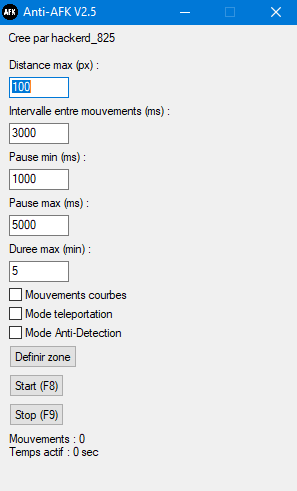 AFK Anti-AFK V2.5
Cree par hackerd_825
Distance max (px) :
100
Intervalle entre mouvements (ms) :
3000
Pause min (ms) :
1000
Pause max (ms) :
5000
Duree max (min) :
5
Mouvements courbes
Mode teleportation
Mode Anti-Detection
Definir zone
Start (F8)
Stop (F9)
Mouvements : 0
Temps actif : 0 sec